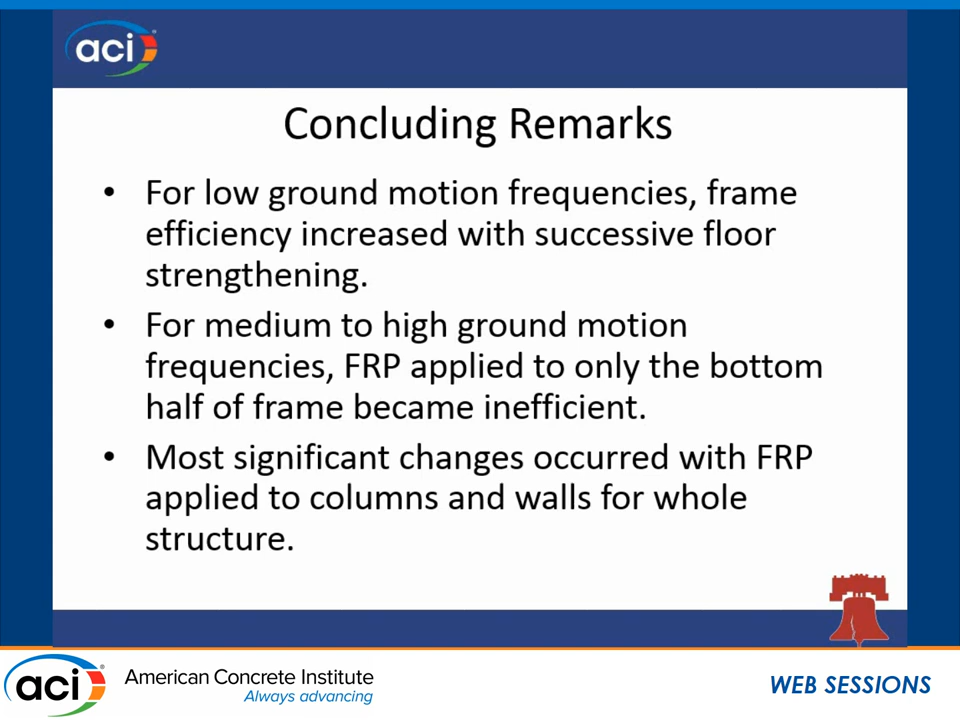 aci
Concluding Remarks
• For low ground motion frequencies, frame
efficiency increased with successive floor
strengthening.
• For medium to high ground motion
frequencies, FRP applied to only the bottom
half of frame became inefficient.
• Most significant changes occurred with FRP
applied to columns and walls for whole
structure.
aci
American Concrete Institute
Always advancing
WEB SESSIONS